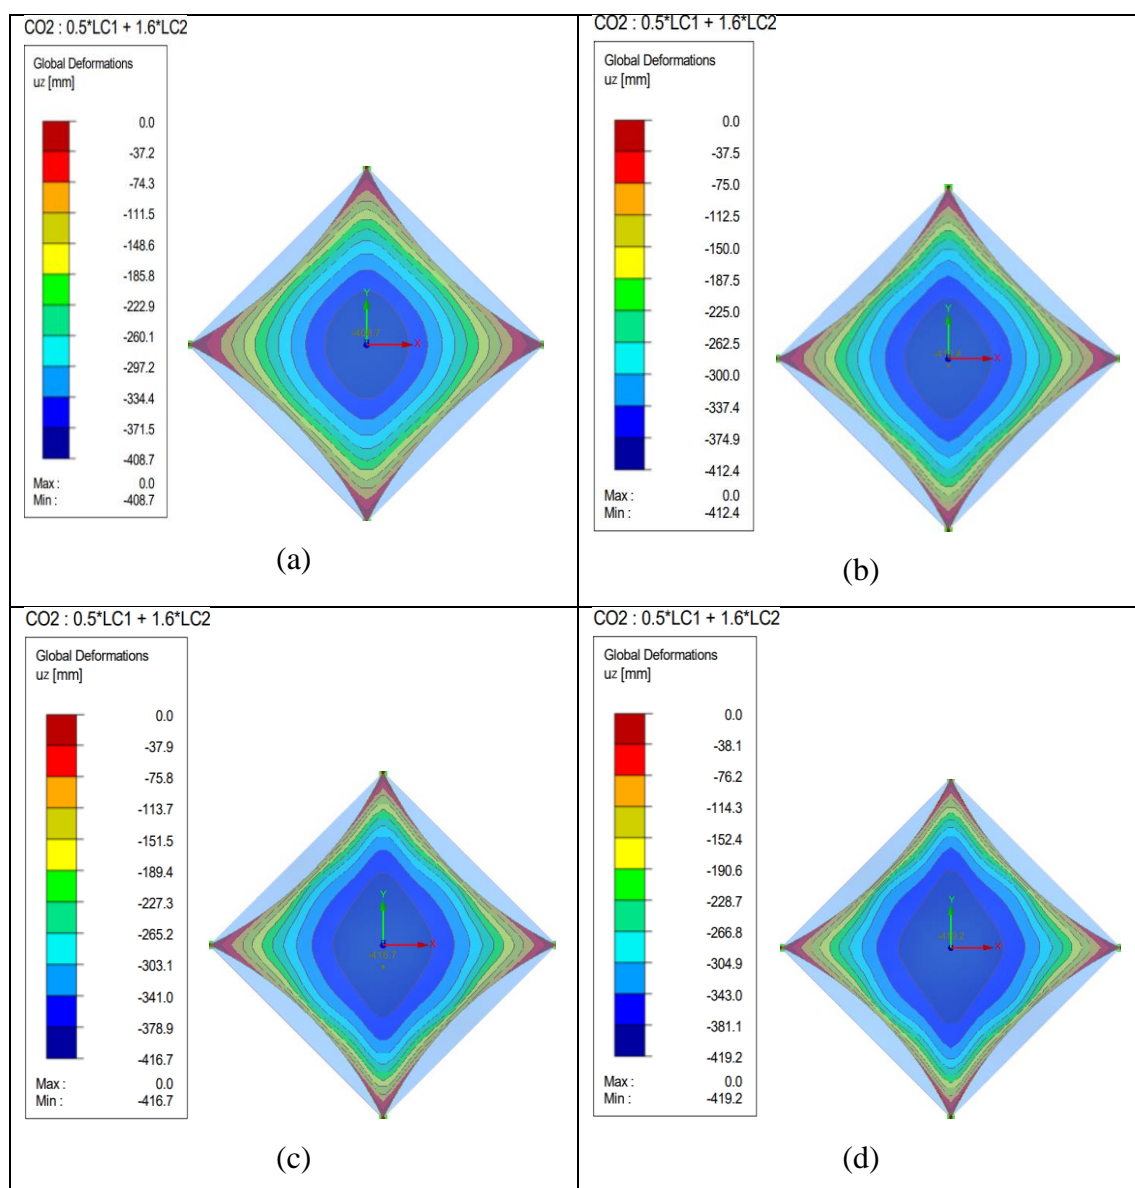 CO2 : 0.5*LC1 + 1.6*LC2
Global Deformations
uz [mm]
0.0
-37.2
-74.3
-111.5
-148.6
-185.8
-222.9
-260.1
-297.2
-334.4
-371.5
-408.7
Max : 0.0
Min : -408.7
Y
-408.7
X
(a)
CO2 : 0.5*LC1 + 1.6*LC2
Global Deformations
uz [mm]
0.0
-37.5
-75.0
-112.5
-150.0
-187.5
-225.0
-262.5
-300.0
-337.4
-374.9
-412.4
Max : 0.0
Min : -412.4
Y
-412.4
X
(b)
CO2 : 0.5*LC1 + 1.6*LC2
Global Deformations
uz [mm]
0.0
-37.9
-75.8
-113.7
-151.5
-189.4
-227.3
-265.2
-303.1
-341.0
-378.9
-416.7
Max : 0.0
Min : -416.7
Y
X
-416.7
(c)
CO2 : 0.5*LC1 + 1.6*LC2
Global Deformations
uz [mm]
0.0
-38.1
-76.2
-114.3
-152.4
-190.6
-228.7
-266.8
-304.9
-343.0
-381.1
-419.2
Max : 0.0
Min : -419.2
Y
-419.2
X
(d)